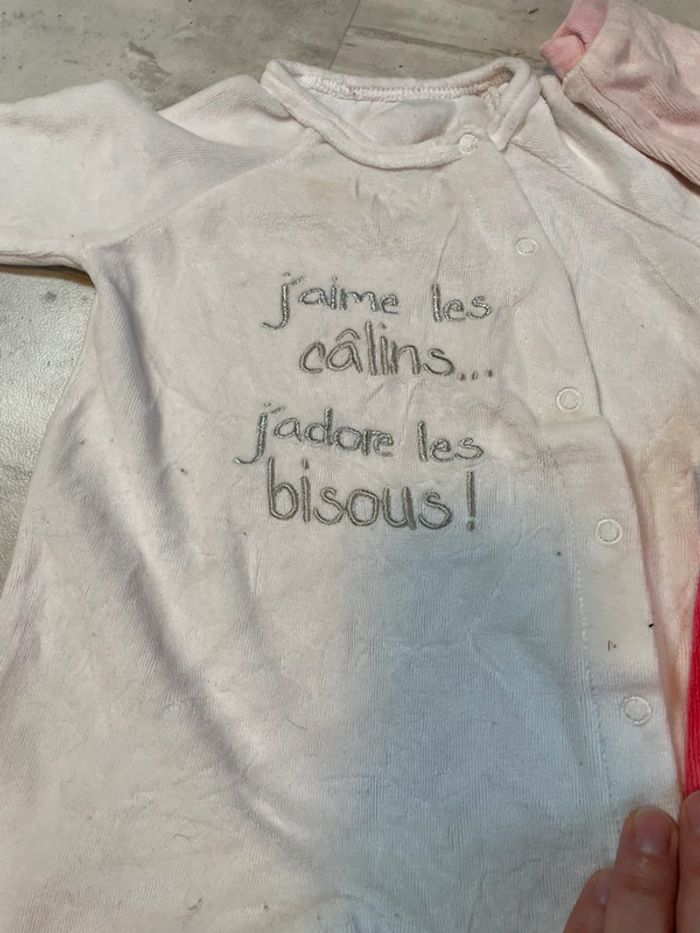 j'aime les
câlins...
j'adore les
bisous !